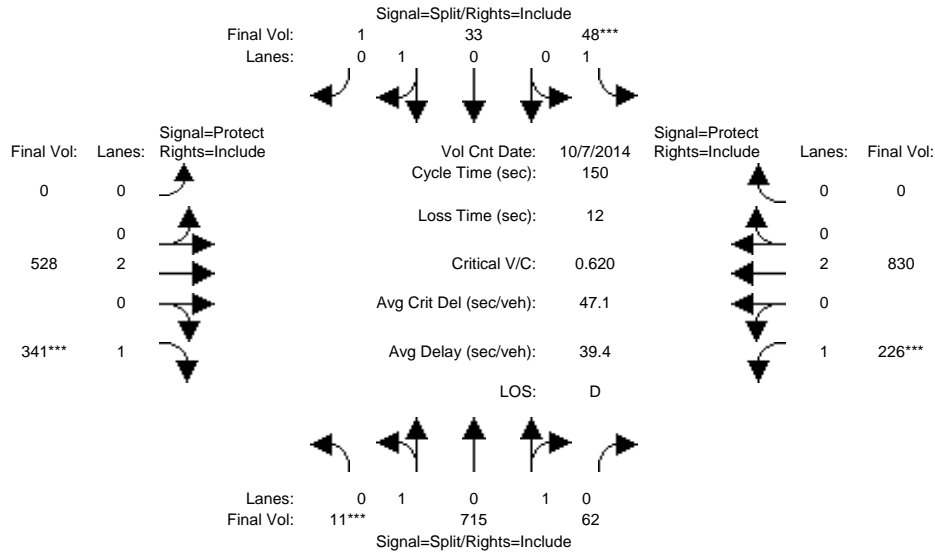 Signal=Split/Rights=Include
Final Vol: 1 33 48***
Lanes: 0 1 0 0 1
Signal=Protect Signal=Protect
Final Vol: Lanes: Rights=Include Vol Cnt Date: 10/7/2014 Rights=Include Lanes: Final Vol:
Cycle Time (sec): 150
0 0 0 0
Loss Time (sec): 12
0 0
528 2 Critical V/C: 0.620 2 830
0 Avg Crit Del (sec/veh): 47.1 0
341*** 1 Avg Delay (sec/veh): 39.4 1 226***
LOS: D
Lanes: 0 1 0 1 0
Final Vol: 11*** 715 62
Signal=Split/Rights=Include